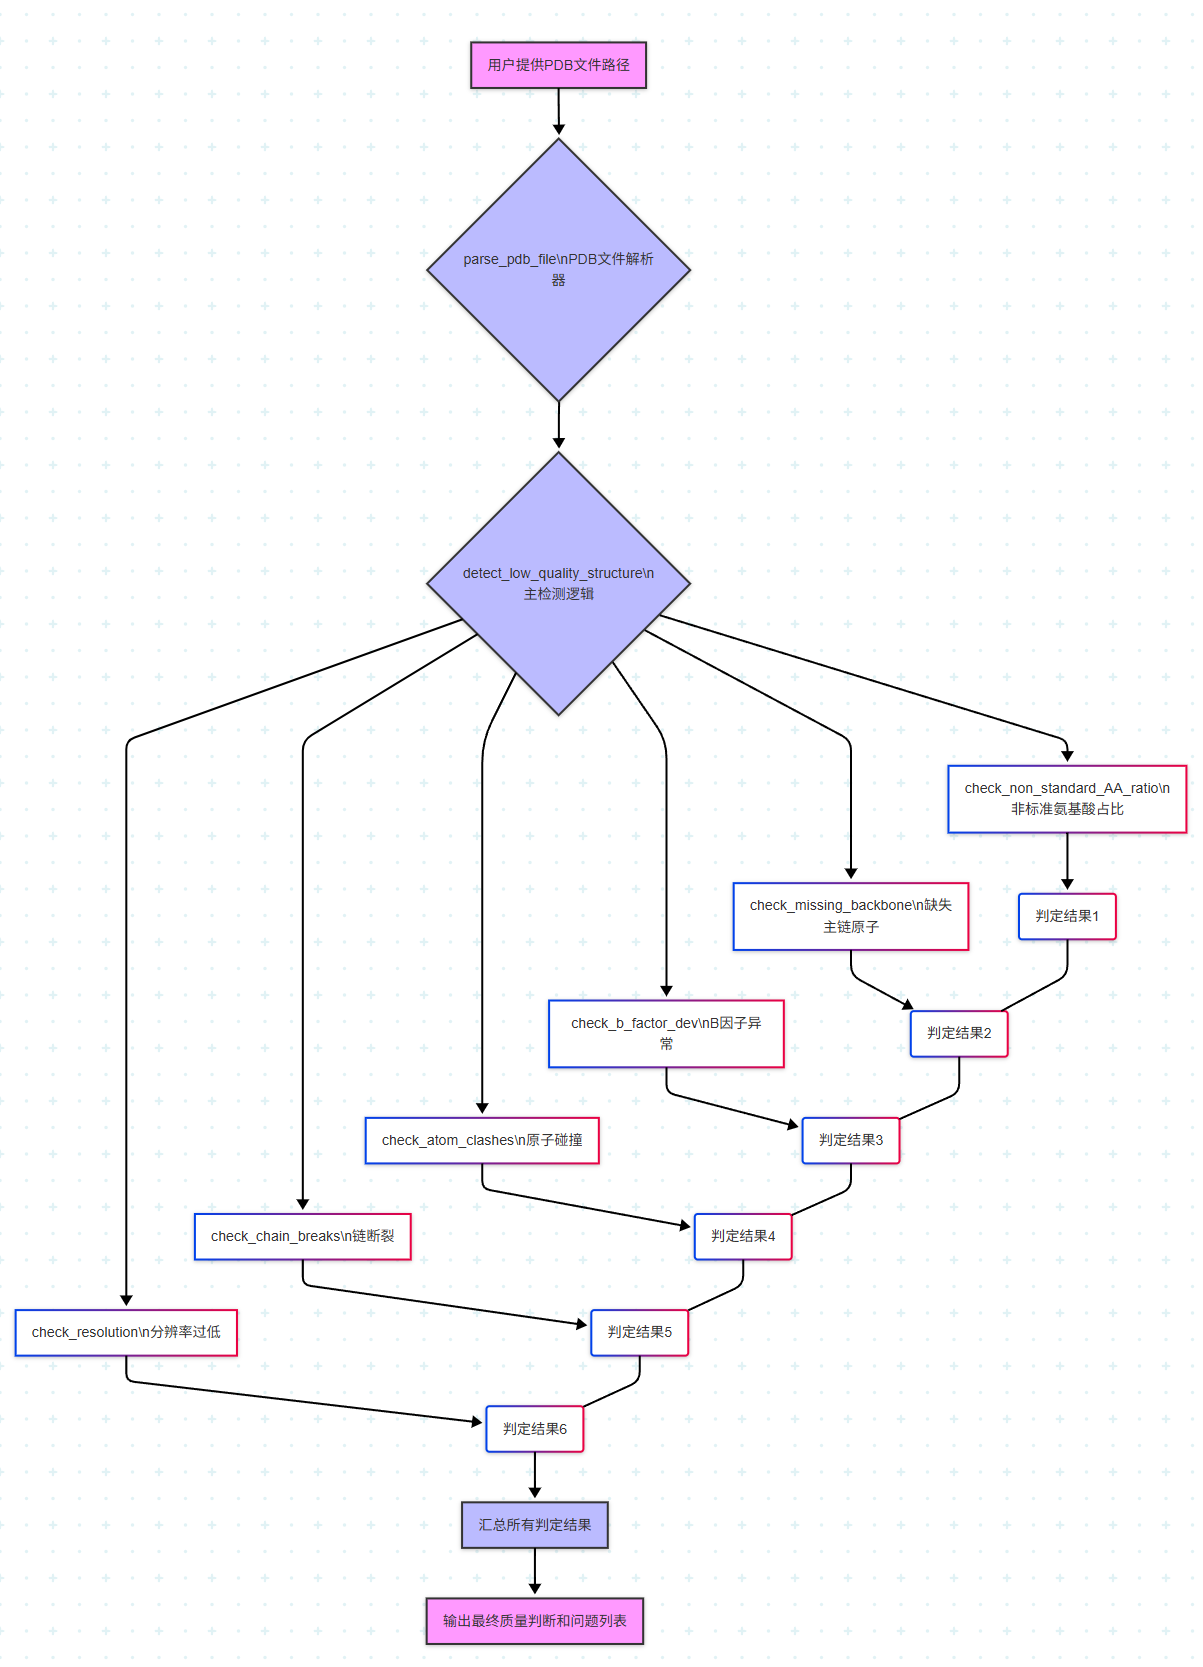 用户提供PDB文件路径
parse_pdb_file\nPDB文件解析
器
detect_low_quality_structure\n
主检测逻辑
check_non_standard_AA_ratio\n
非标准氨基酸占比
check_missing_backbone\n缺失
主链原子
判定结果1
check_b_factor_dev\nB因子异
常
判定结果2
check_atom_clashes\n原子碰撞
判定结果3
check_chain_breaks\n链断裂
判定结果4
check_resolution\n分辨率过低
判定结果5
判定结果6
汇总所有判定结果
输出最终质量判断和问题列表